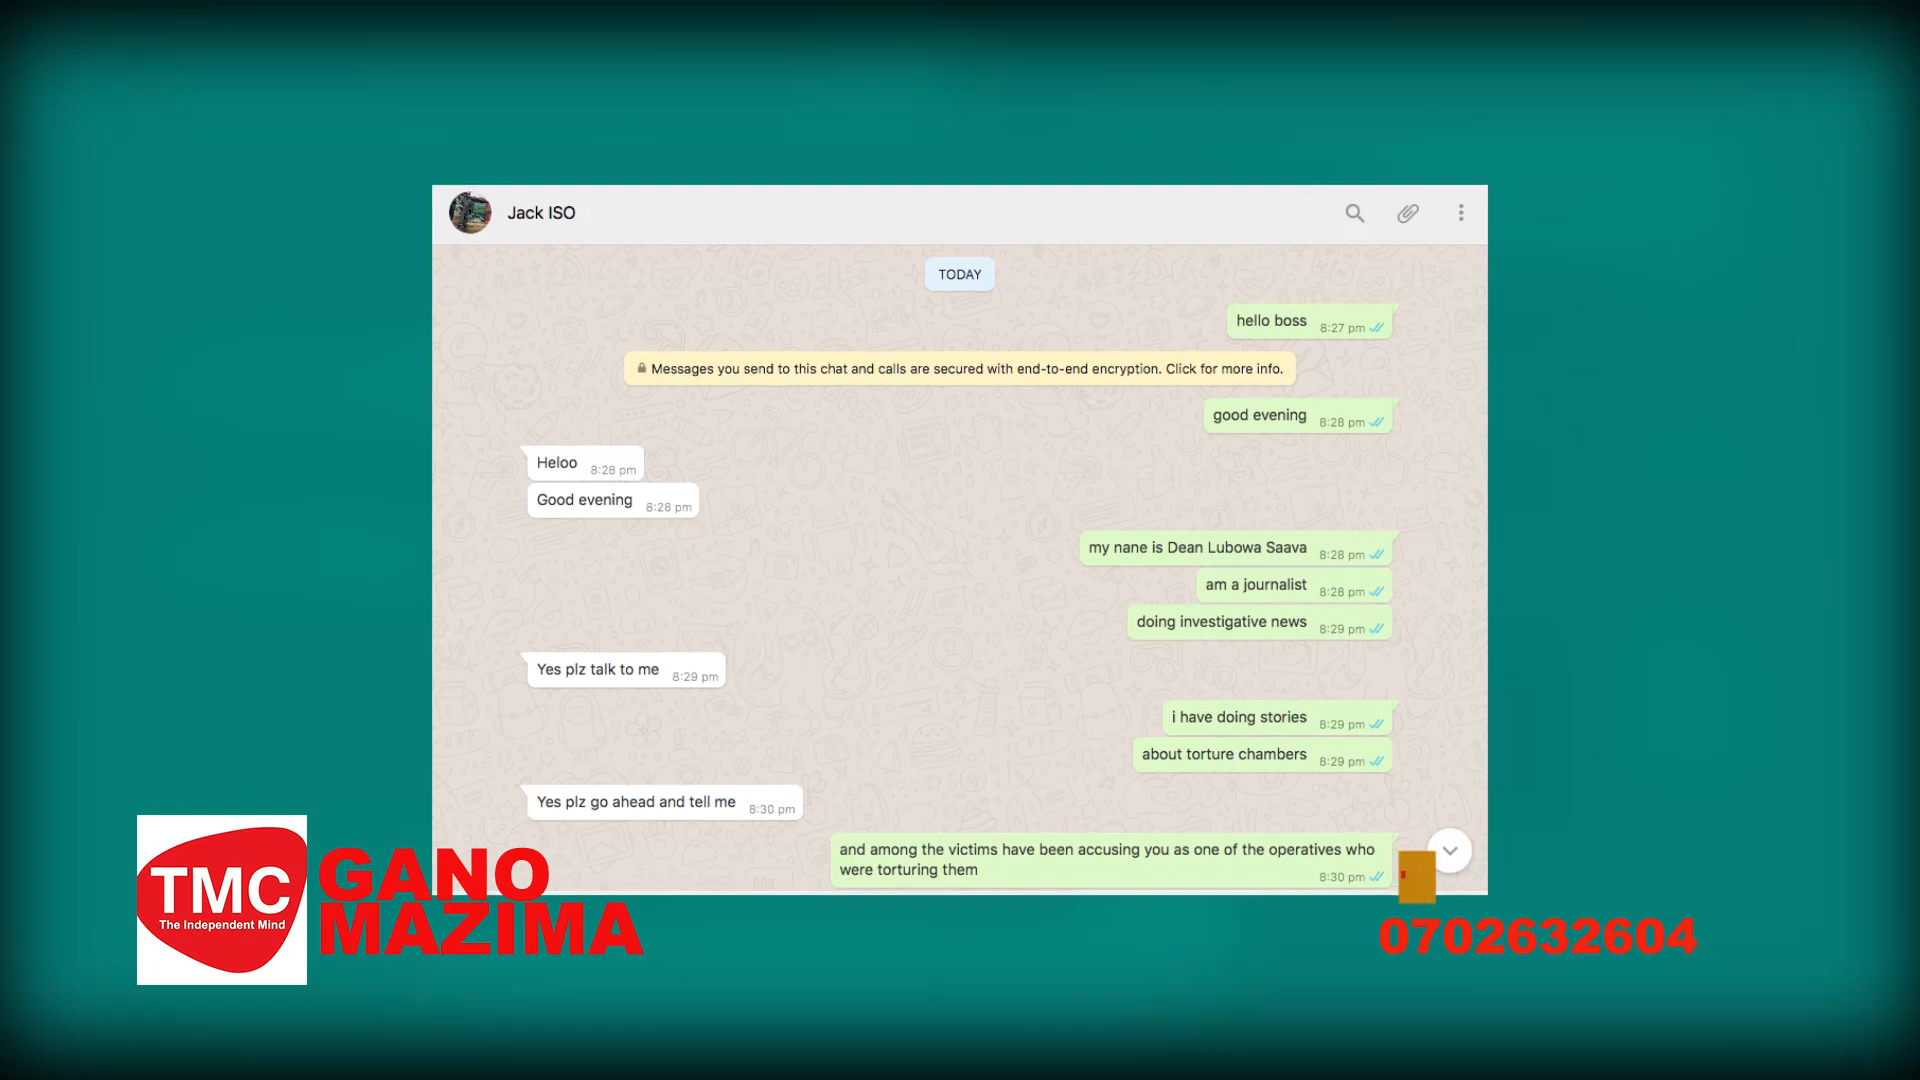 Jack ISO
TODAY
hello boss 8:27 pm
Messages you send to this chat and calls are secured with end-to-end encryption. Click for more info.
good evening 8:28 pm
Heloo 8:28 pm
Good evening 8:28 pm
my nane is Dean Lubowa Saava 8:28 pm
am a journalist 8:28 pm
doing investigative news 8:29 pm
Yes plz talk to me 8:29 pm
i have doing stories 8:29 pm
about torture chambers 8:29 pm
Yes plz go ahead and tell me 8:30 pm
and among the victims have been accusing you as one of the operatives who
were torturing them 8:30 pm
TMC
The Independent Mind
GANO
MAZIMA
0702632604